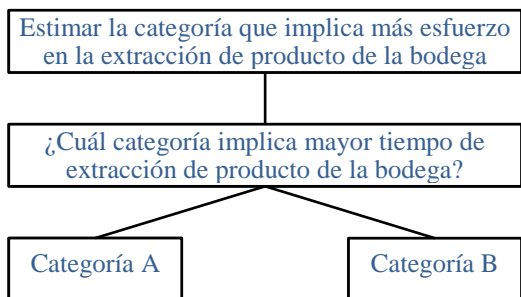 Estimar la categoría que implica más esfuerzo
en la extracción de producto de la bodega
¿Cuál categoría implica mayor tiempo de
extracción de producto de la bodega?
Categoría A
Categoría B